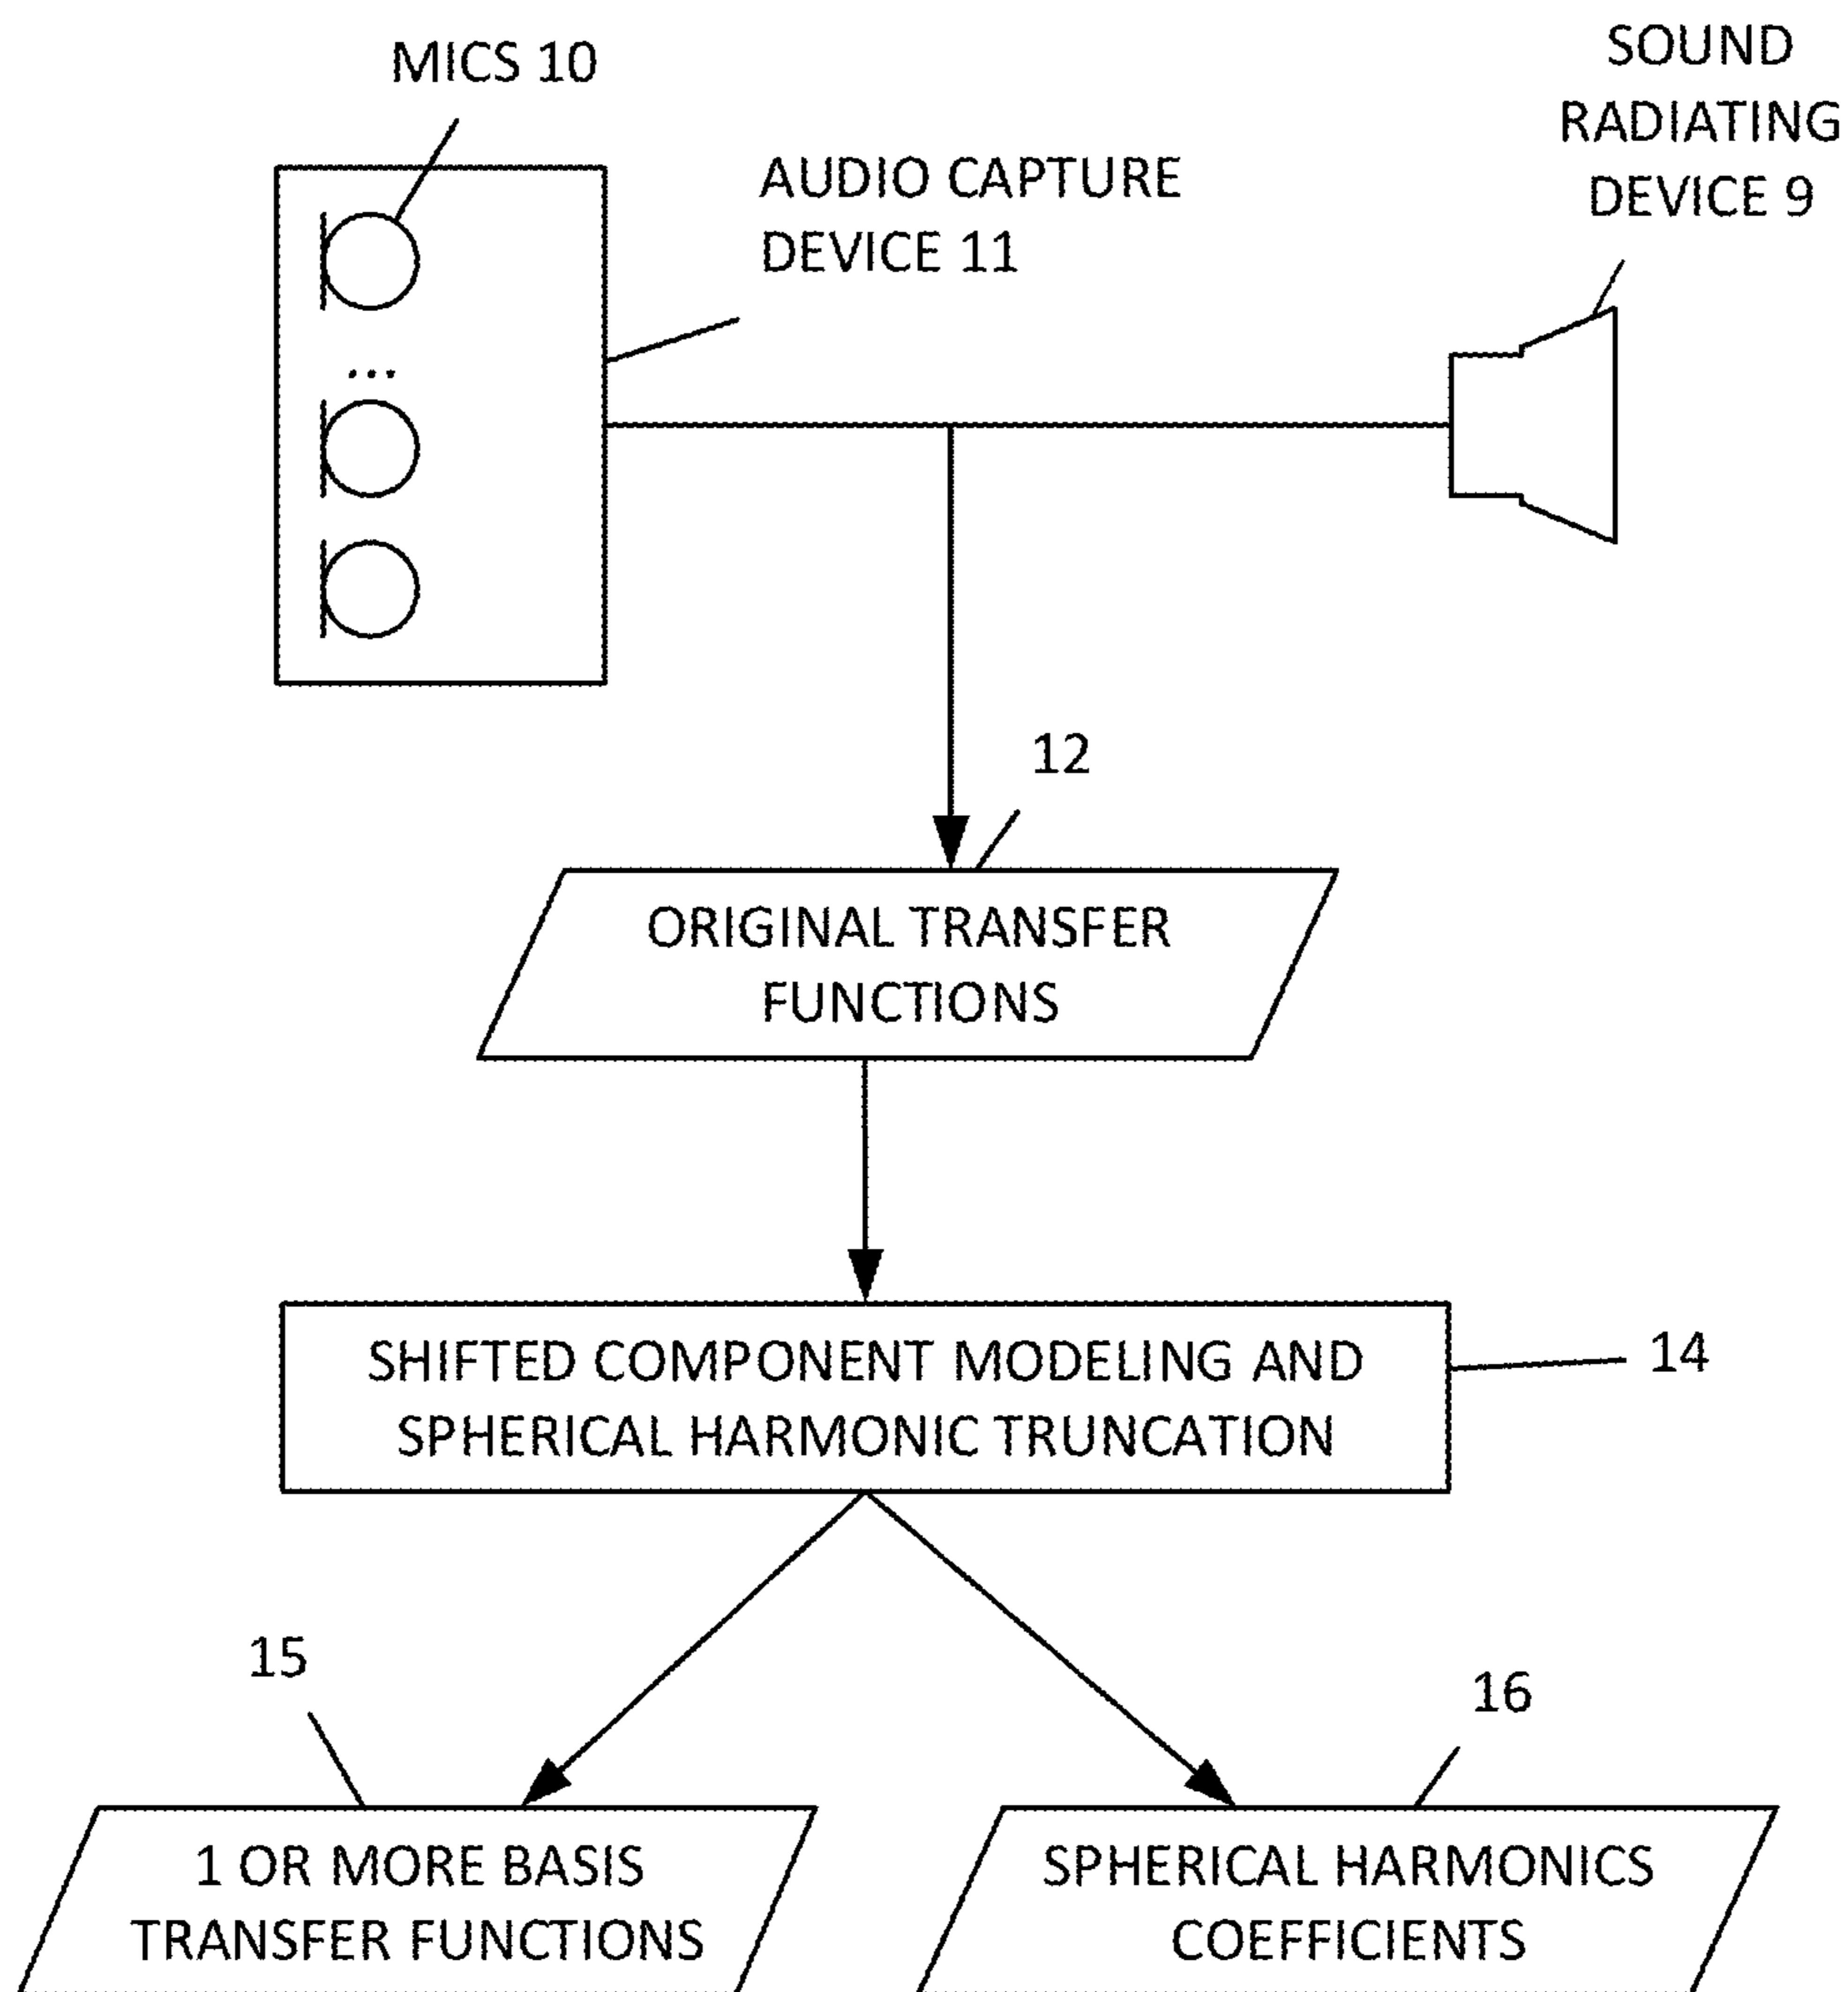 MICS 10
SOUND
RADIATING
DEVICE 9
AUDIO CAPTURE
DEVICE 11
...
12
ORIGINAL TRANSFER
FUNCTIONS
SHIFTED COMPONENT MODELING AND
SPHERICAL HARMONIC TRUNCATION
14
15
16
1 OR MORE BASIS
TRANSFER FUNCTIONS
SPHERICAL HARMONICS
COEFFICIENTS